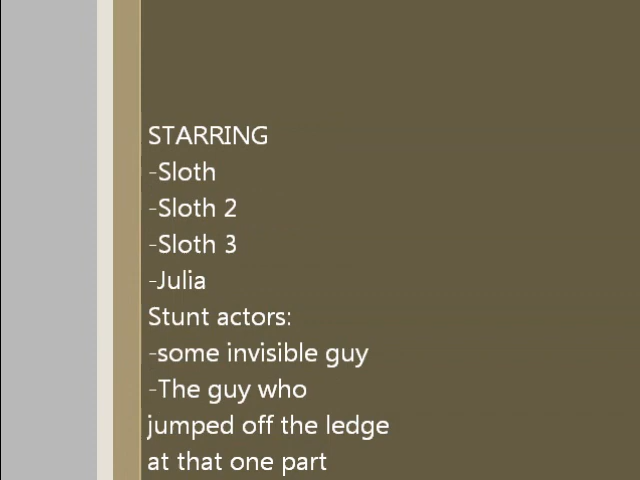 STARRING
-Sloth
-Sloth 2
-Sloth 3
-Julia
Stunt actors:
-some invisible guy
-The guy who
jumped off the ledge
at that one part